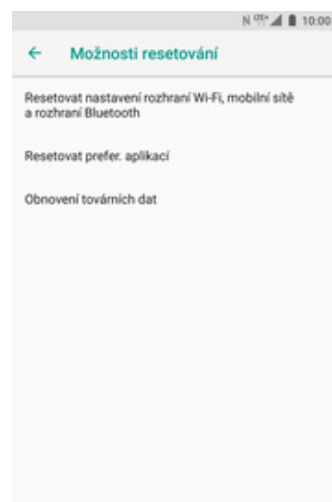 10:00
Možnosti resetování
Resetovat nastavení rozhraní Wi-Fi, mobilní sítě
a rozhraní Bluetooth
Resetovat prefer. aplikací
Obnovení továrních dat